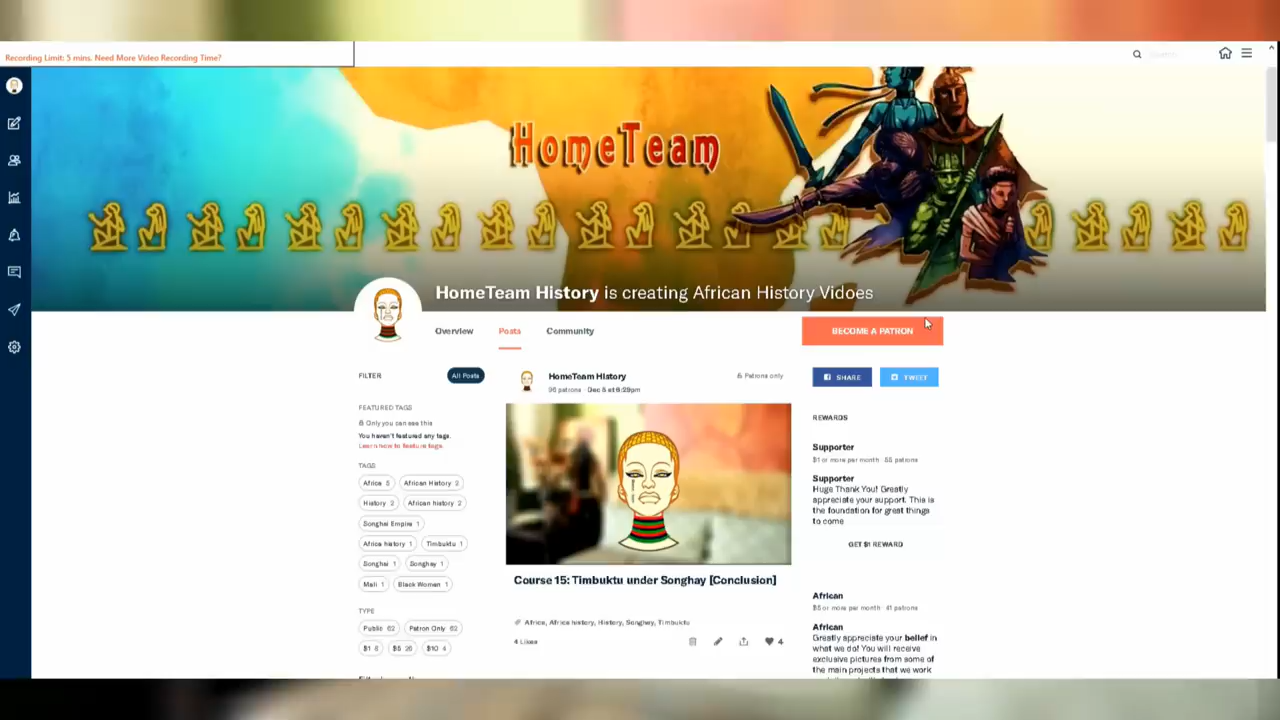 Recording Limit: 5 mins. Need More Video Recording Time?
HomeTeam
HomeTeam History is creating African History Vidoes
Overview
Posts
Community
BECOME A PATRON
FILTER
All Posts
FEATURED TAGS
Only you can see this
You haven't featured any tags.
Learn how to feature tags.
TAGS
Africa 5
African History 3
History 2
African history 2
Songhai Empire 1
Africa history 1
Timbuktu 1
Songhai 1
Songhay 1
Mali 1
Black Women 1
TYPE
Public 62
Patron Only 62
$1 8
$5 26
$10 4
HomeTeam History
Patrons only
96 patrons · Dec 5 at 6:29pm
Course 15: Timbuktu under Songhay [Conclusion]
Africa, Africa history, History, Songhay, Timbuktu
4 Likes
4
SHARE
TWEET
REWARDS
Supporter
$1 or more per month · 55 patrons
Supporter
Huge Thank You! Greatly
appreciate your support. This is
the foundation for great things
to come
GET $1 REWARD
African
$5 or more per month · 41 patrons
African
Greatly appreciate your belief in
what we do! You will receive
exclusive pictures from some of
the main projects that we work